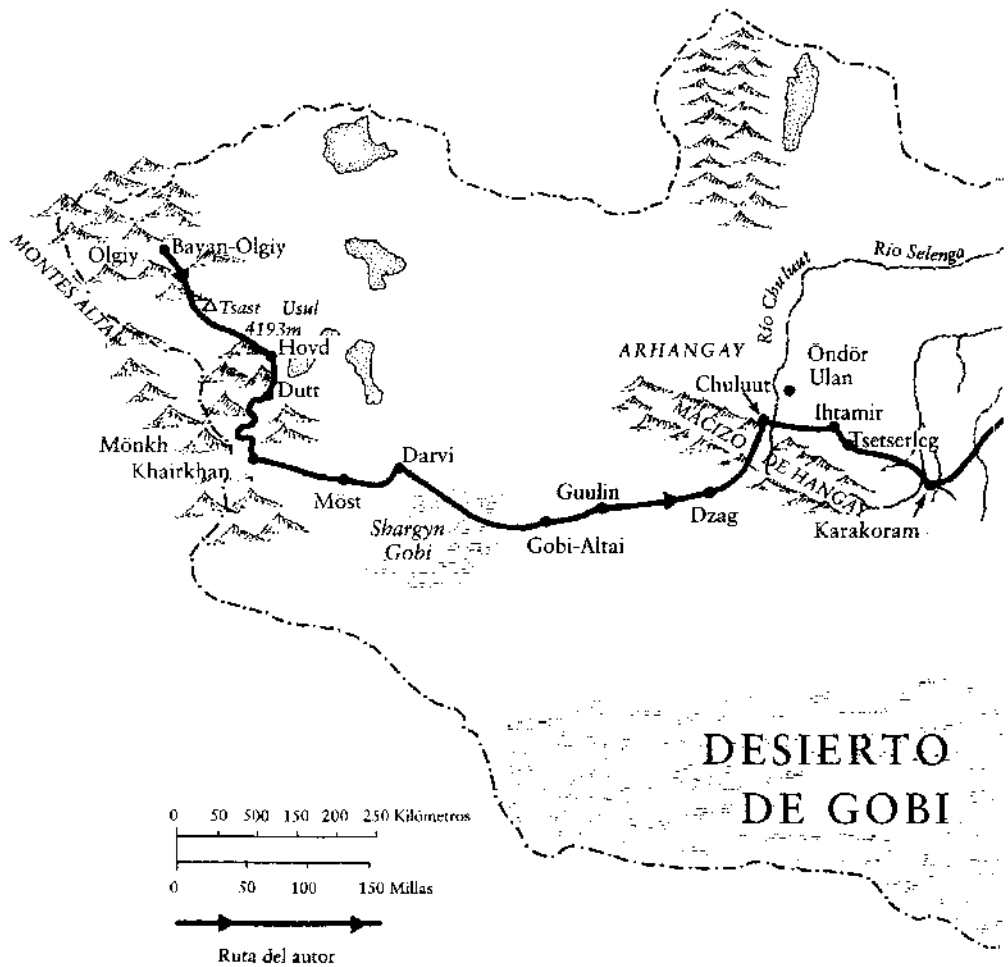 Olgiy
Bayan-Olgiy
MONTES ALTAI
Tsast Usul
4193m
Hovd
Dutt
Mönkh
Khairkhan
Möst
Darvi
Shargyn
Gobi
Gobi-Altai
Guulin
Dzag
ARHANGAY
Chuluut
Río Chuluut
Río Selenga
Öndör
Ulan
Ihtamir
Tsetserleg
MACIZO DE HANGAY
Karakoram
DESIERTO
DE GOBI
0 50 500 150 200 250 Kilómetros
0 50 100 150 Millas
Ruta del autor